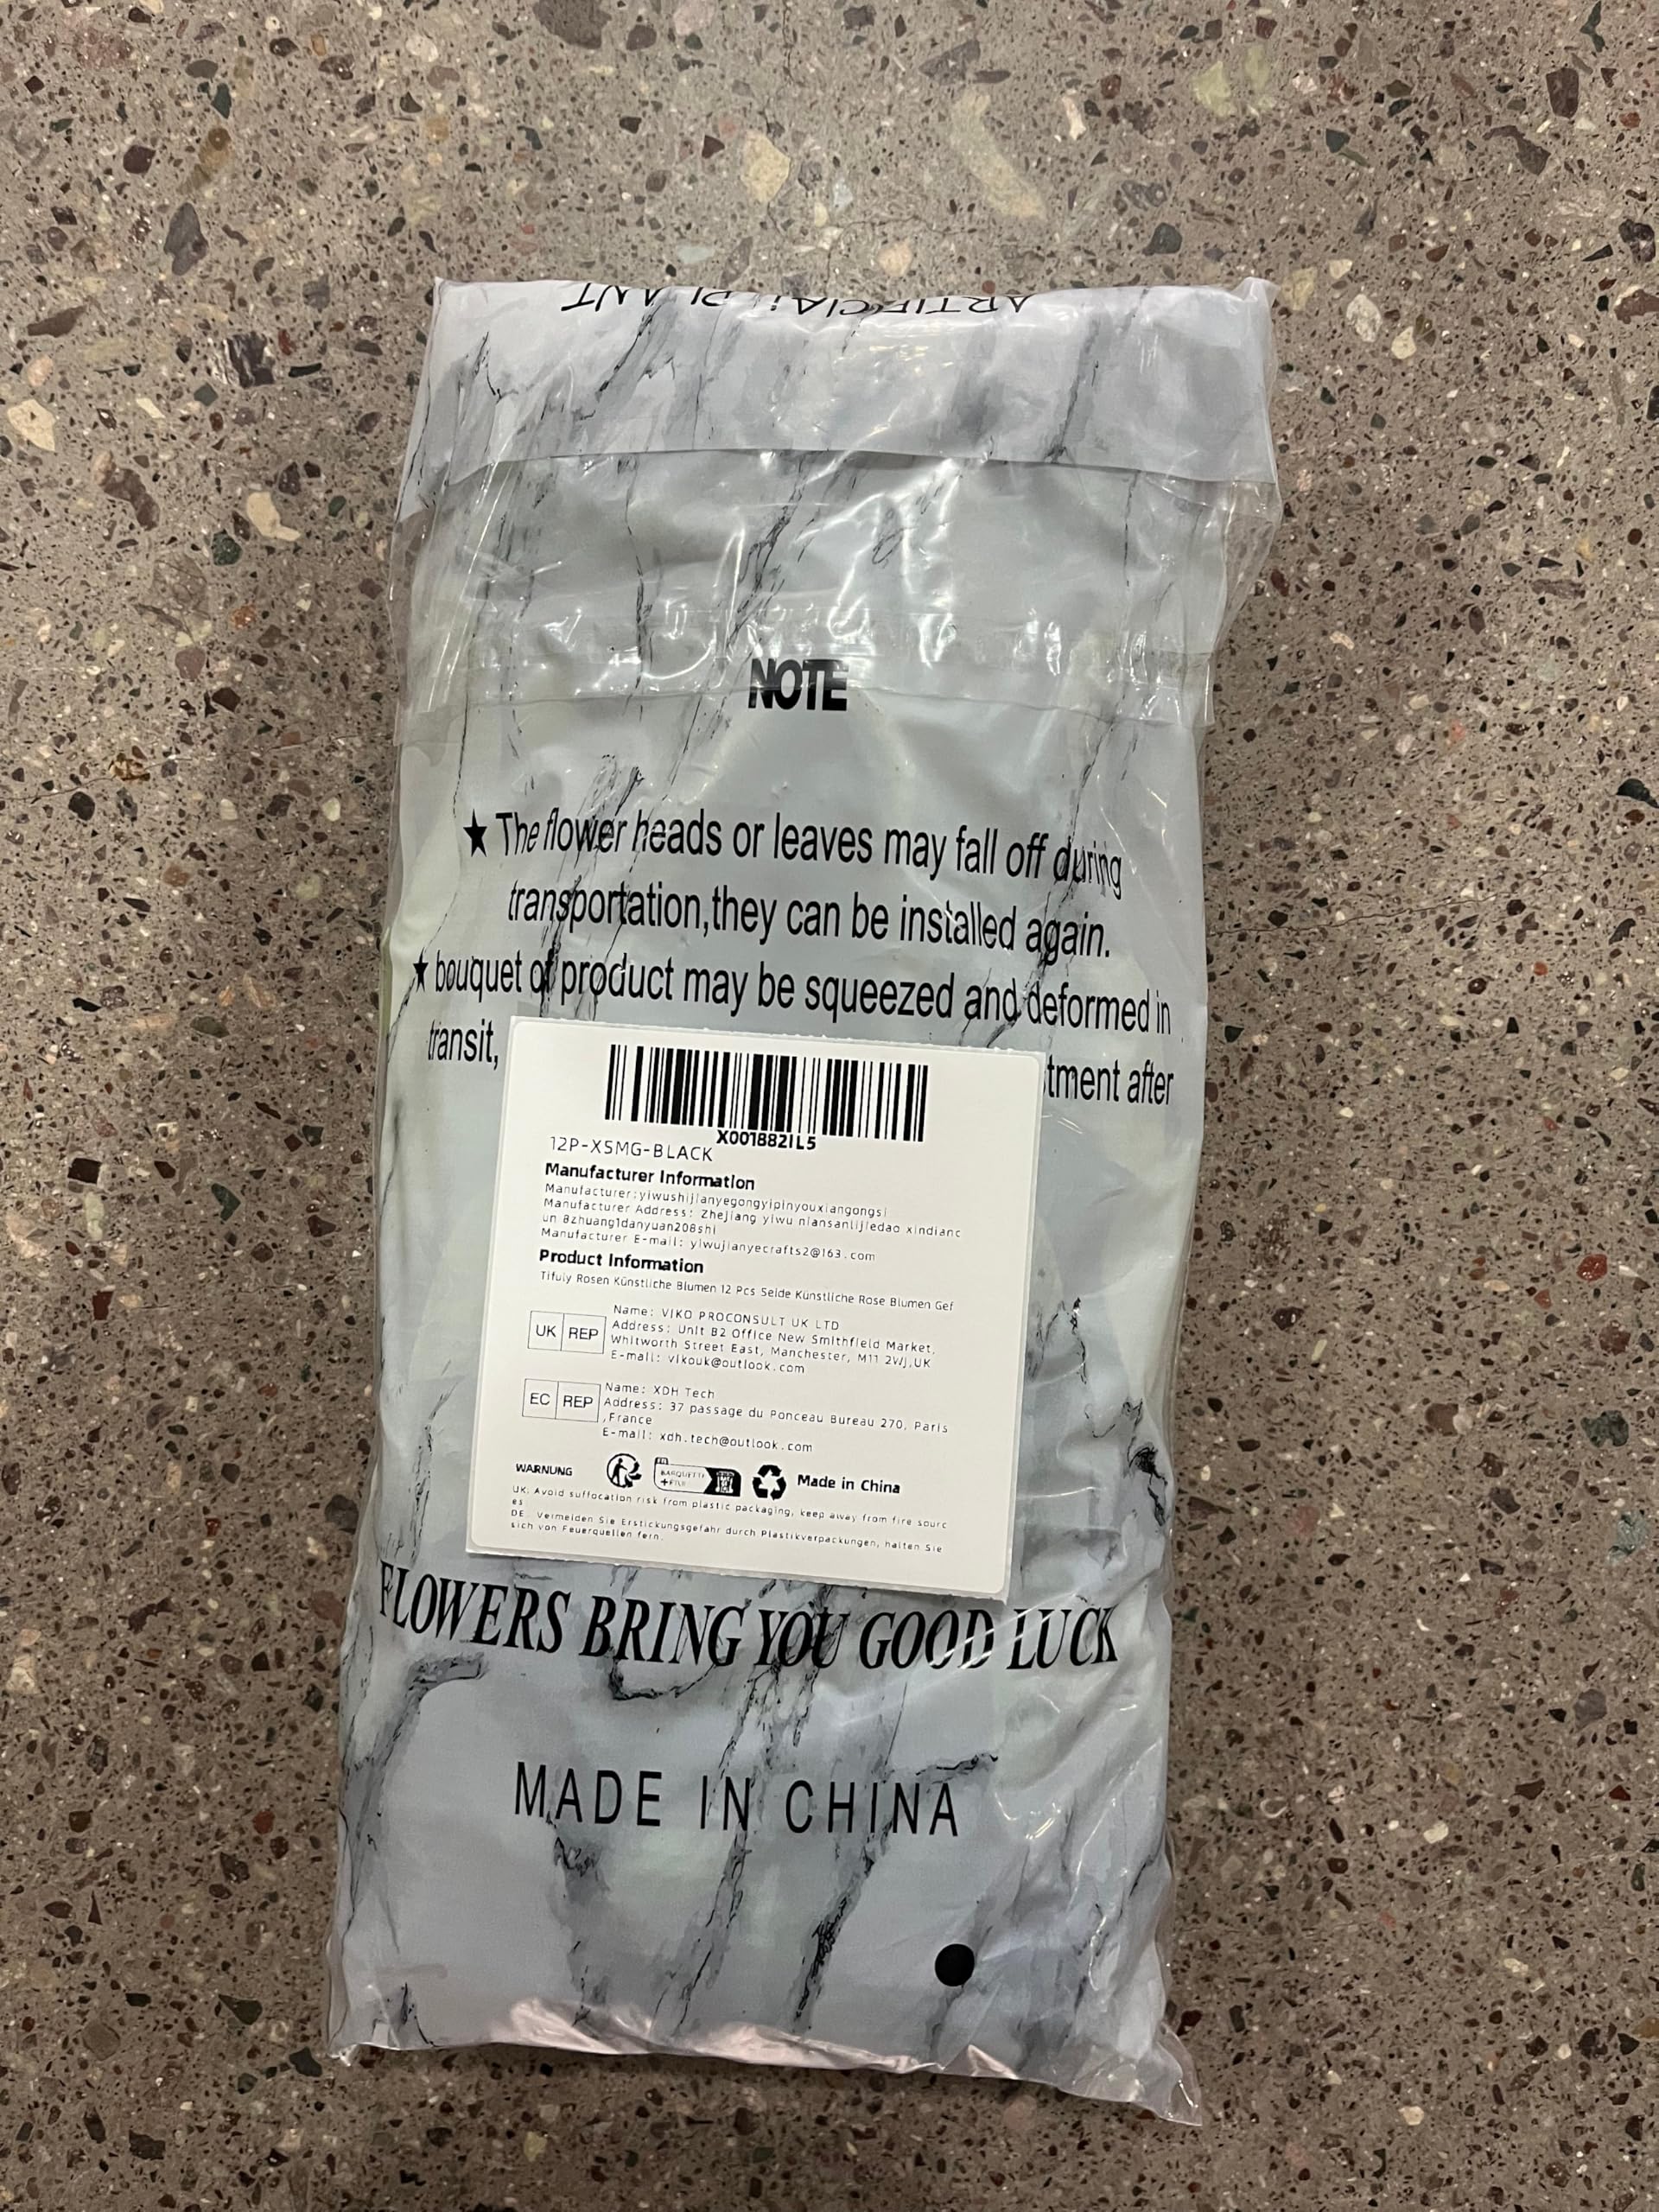 ARTIFICIAL PLANT
NOTE
★ The flower heads or leaves may fall off during
transportation,they can be installed again.
★ bouquet of product may be squeezed and deformed in
transit,
tment after
X001882IL5
12P-XSMG-BLACK
Manufacturer Information
Manufacturer:yiwushijianyegongyipinyouxiangongsi
Manufacturer Address: Zhejiang yiwu niansanlijiedao xindianc
un 8zhuang1danyuan208shi
Manufacturer E-mail: yiwujianyecrafts2@163.com
Product Information
Tifuly Rosen Künstliche Blumen 12 Pcs Seide Künstliche Rose Blumen Gef
UK REP
Name: VIKO PROCONSULT UK LTD
Address: Unit B2 Office New Smithfield Market,
Whitworth Street East, Manchester, M11 2WJ,UK
E-mail: vikouk@outlook.com
EC REP
Name: XDH Tech
Address: 37 passage du Ponceau Bureau 270, Paris
,France
E-mail: xdh.tech@outlook.com
WARNUNG
FR
BARQUETTE
+ETUI
Made in China
UK: Avoid suffocation risk from plastic packaging, keep away from fire sourc
es
DE: Vermeiden Sie Erstickungsgefahr durch Plastikverpackungen, halten Sie
sich von Feuerquellen fern.
FLOWERS BRING YOU GOOD LUCK
MADE IN CHINA